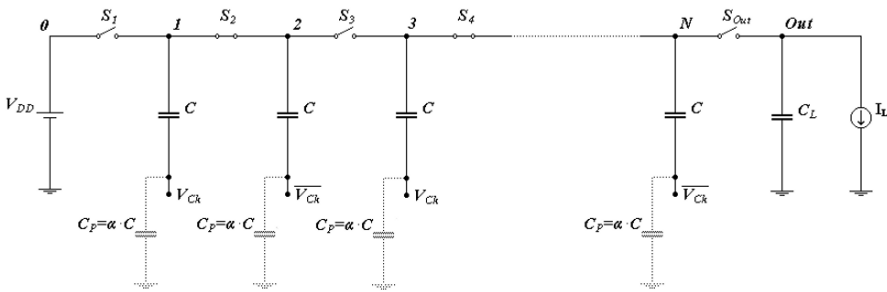 0 S1 1 S2 2 S3 3 S4 N SOut Out
VDD C C C C CL IL
VCk VCk VCk VCk
CP=α·C CP=α·C CP=α·C CP=α·C